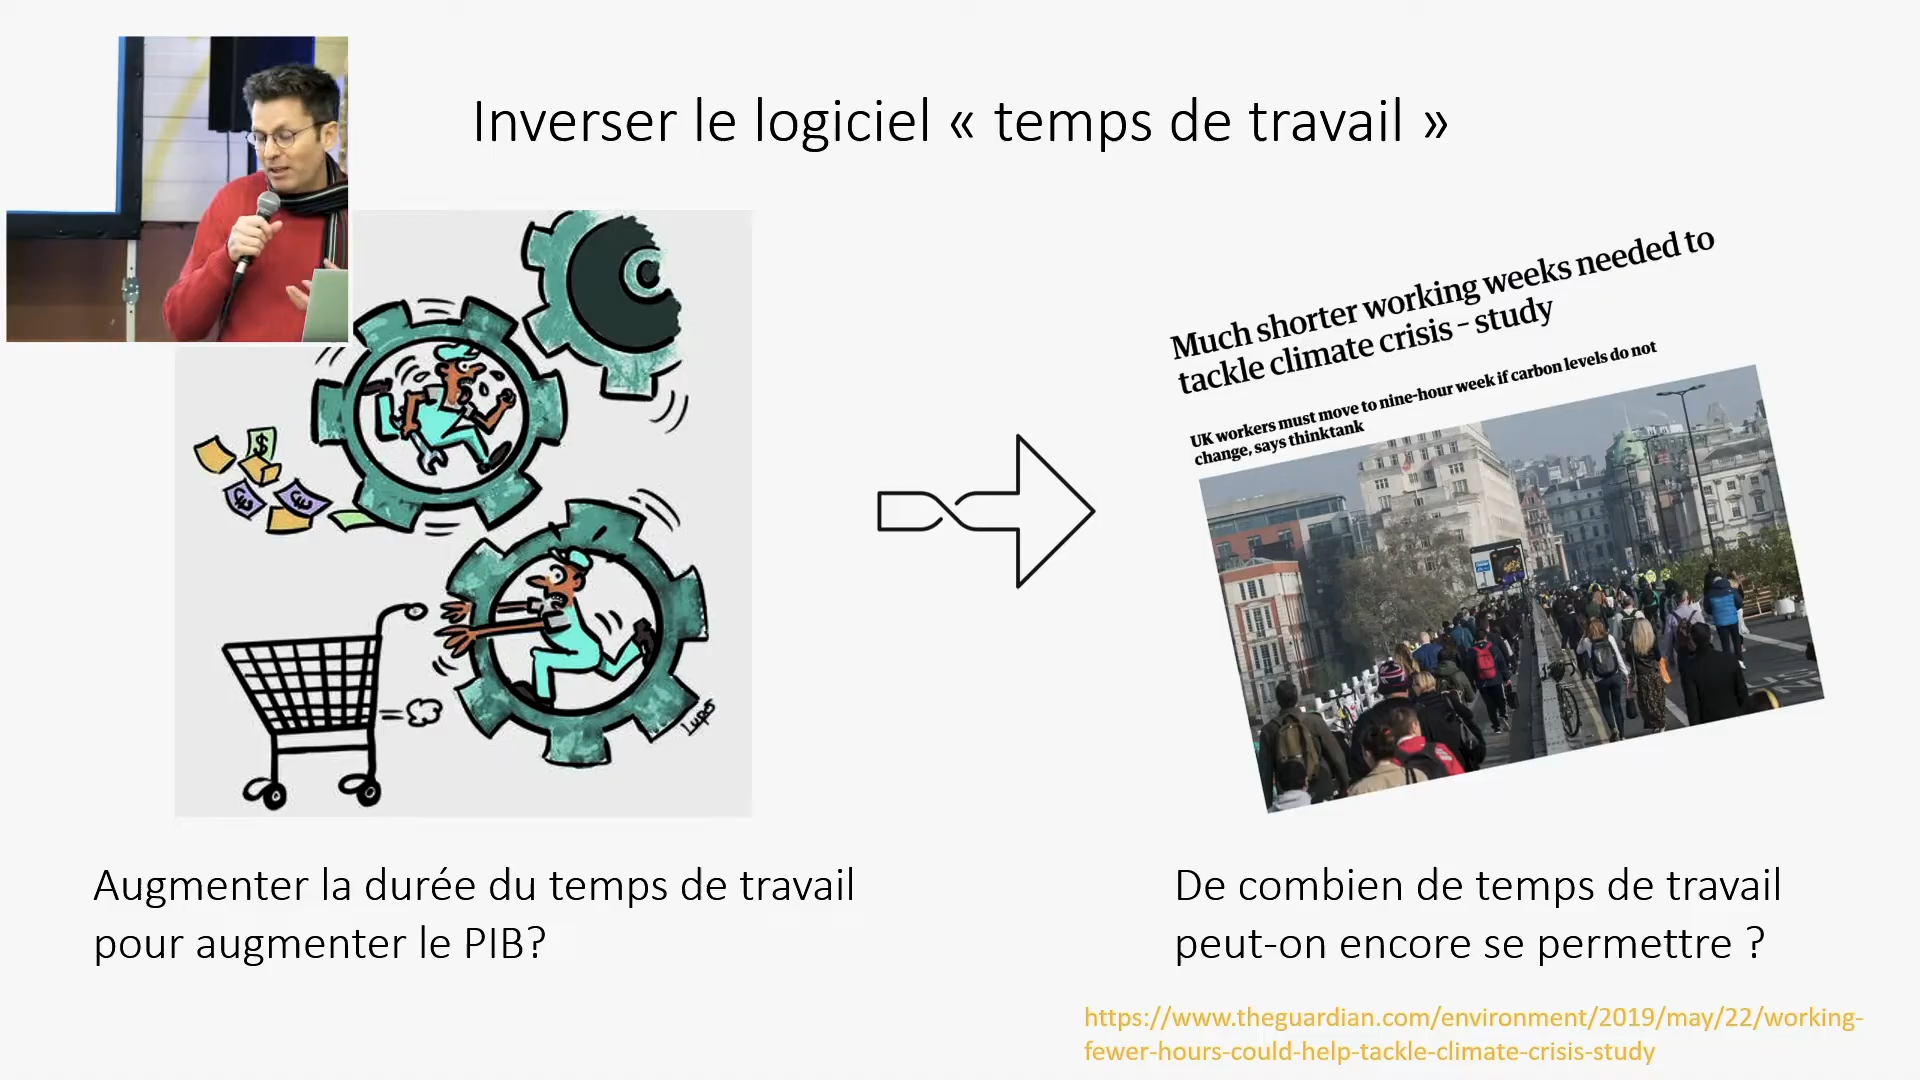 Inverser le logiciel « temps de travail »
$
Lupo
Much shorter working weeks needed to
tackle climate crisis – study
UK workers must move to nine-hour week if carbon levels do not
change, says thinktank
Augmenter la durée du temps de travail
pour augmenter le PIB?
De combien de temps de travail
peut-on encore se permettre ?
https://www.theguardian.com/environment/2019/may/22/working-
fewer-hours-could-help-tackle-climate-crisis-study